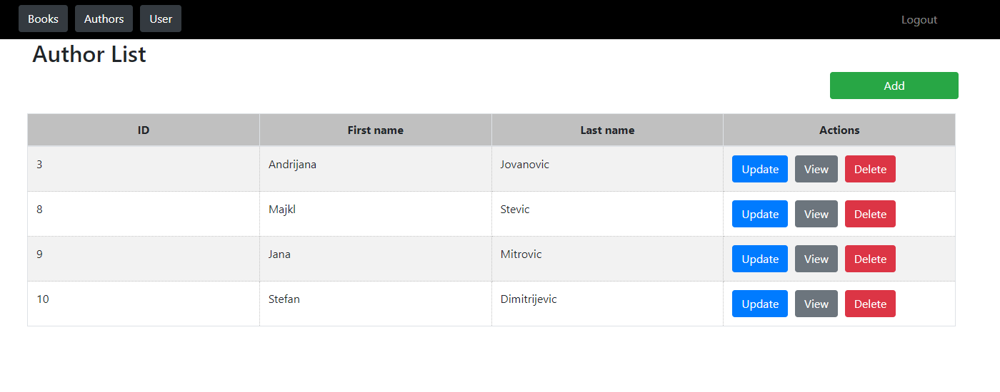 Books Authors User Logout
Author List
Add
ID First name Last name Actions
3 Andrijana Jovanovic Update View Delete
8 Majkl Stevic Update View Delete
9 Jana Mitrovic Update View Delete
10 Stefan Dimitrijevic Update View Delete